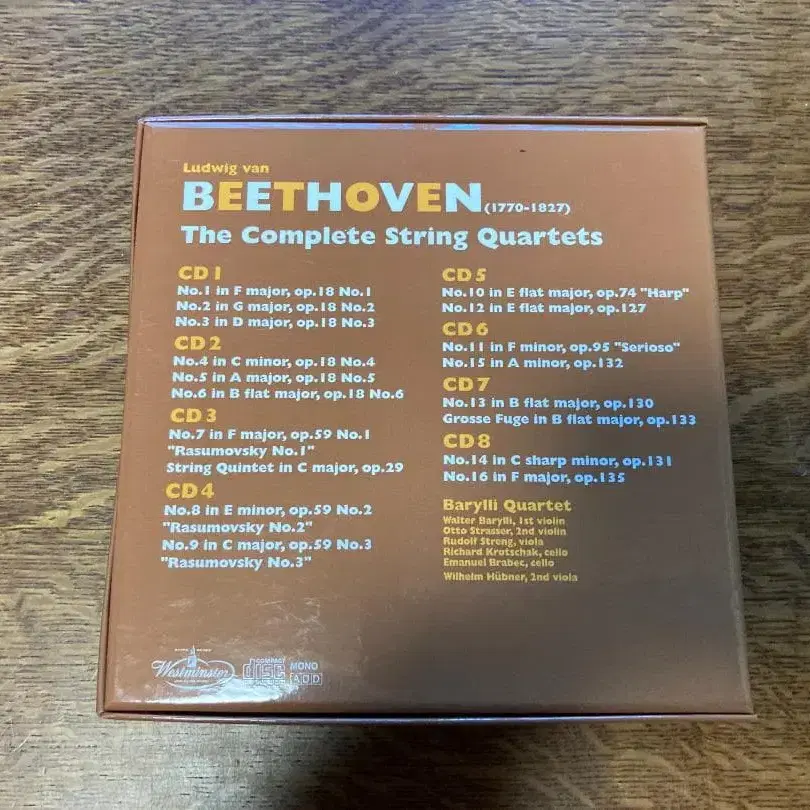 Ludwig van
BEETHOVEN (1770-1827)
The Complete String Quartets
CD 1
No.1 in F major, op.18 No.1
No.2 in G major, op.18 No.2
No.3 in D major, op.18 No.3
CD 2
No.4 in C minor, op.18 No.4
No.5 in A major, op.18 No.5
No.6 in B flat major, op.18 No.6
CD 3
No.7 in F major, op.59 No.1
"Rasumovsky No.1"
String Quintet in C major, op.29
CD 4
No.8 in E minor, op.59 No.2
"Rasumovsky No.2"
No.9 in C major, op.59 No.3
"Rasumovsky No.3"
CD 5
No.10 in E flat major, op.74 "Harp"
No.12 in E flat major, op.127
CD 6
No.11 in F minor, op.95 "Serioso"
No.15 in A minor, op.132
CD 7
No.13 in B flat major, op.130
Grosse Fuge in B flat major, op.133
CD 8
No.14 in C sharp minor, op.131
No.16 in F major, op.135
Barylli Quartet
Walter Barylli, 1st violin
Otto Strasser, 2nd violin
Rudolf Streng, viola
Richard Krotschak, cello
Emanuel Brabec, cello
Wilhelm Hübner, 2nd viola
Westminster
COMPACT
disc
MONO
ADD